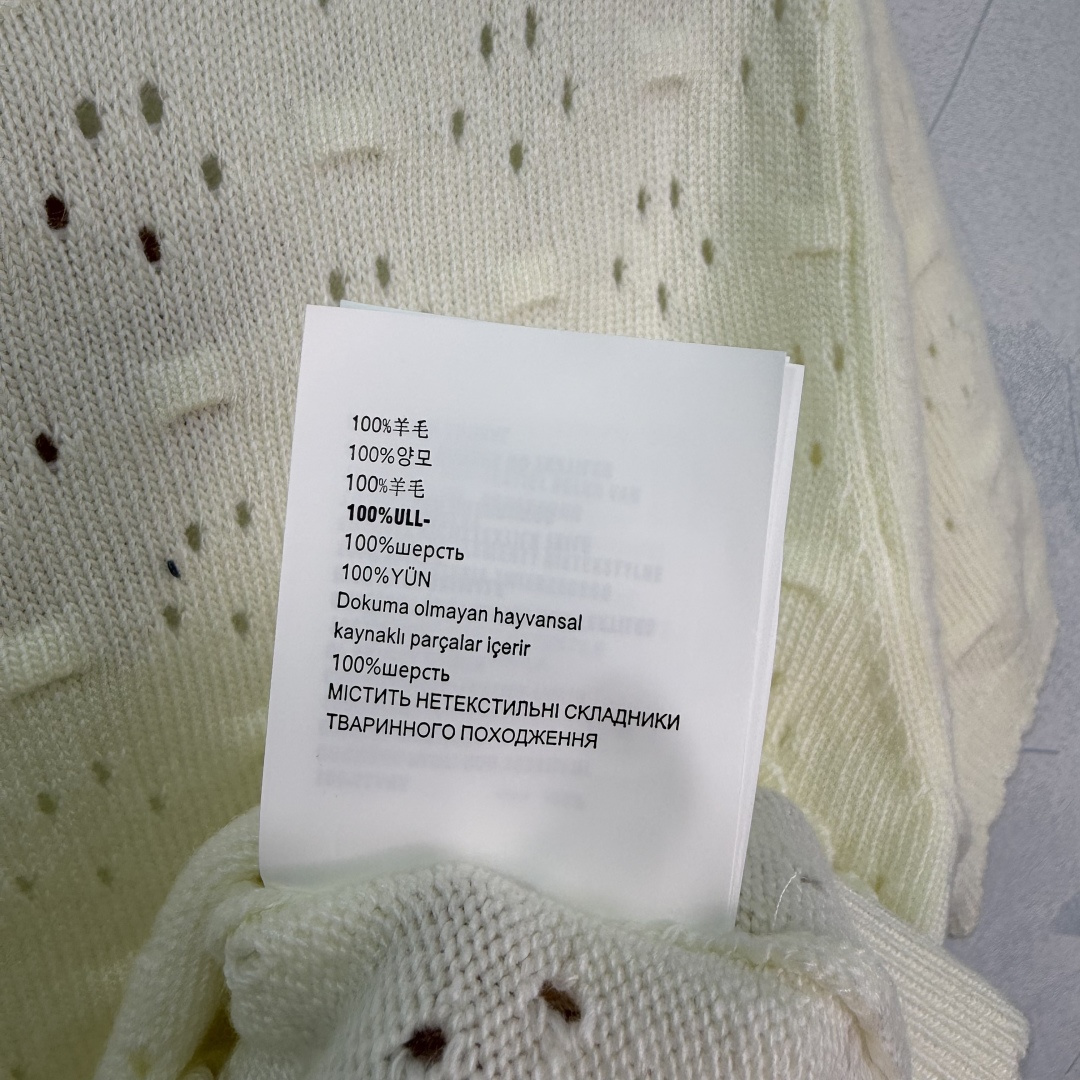 100%羊毛
100%양모
100%羊毛
100%ULL-
100%шерсть
100%YÜN
Dokuma olmayan hayvansal
kaynaklı parçalar içerir
100%шерсть
МІСТИТЬ НЕТЕКСТИЛЬНІ СКЛАДНИКИ
ТВАРИННОГО ПОХОДЖЕННЯ